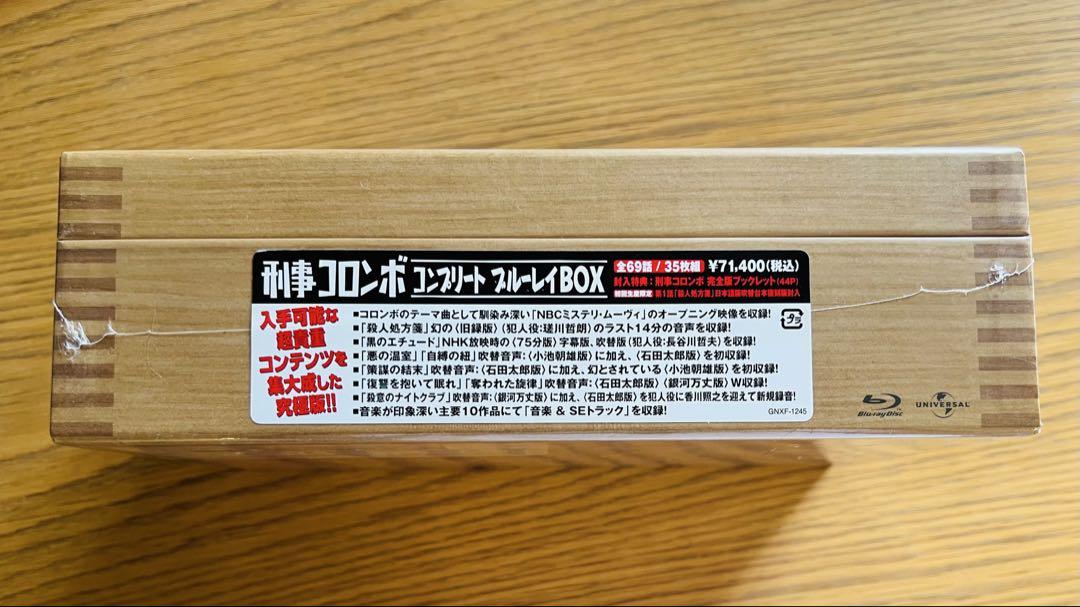 刑事コロンボ コンプリート ブルーレイBOX
全69話 / 35枚組 ¥71,400(税込)
封入特典:刑事コロンボ 完全版ブックレット(44P)
初回生産限定 第1話「殺人処方箋」日本語版吹替台本復刻版封入
入手可能な
超貴重
コンテンツを
集大成した
究極版!!
■コロンボのテーマ曲として馴染み深い「NBCミステリ・ムーヴィ」のオープニング映像を収録!
■「殺人処方箋」幻の〈旧録版〉(犯人役:瑳川哲朗)のラスト14分の音声を収録!
■「黒のエチュード」NHK放映時の〈75分版〉字幕版、吹替版(犯人役:長谷川哲夫)を収録!
■「悪の温室」「自縛の紐」吹替音声:〈小池朝雄版〉に加え、〈石田太郎版〉を初収録!
■「策謀の結末」吹替音声:〈石田太郎版〉に加え、幻とされている〈小池朝雄版〉を初収録!
■「復讐を抱いて眠れ」「奪われた旋律」吹替音声:〈石田太郎版〉〈銀河万丈版〉W収録!
■「殺意のナイトクラブ」吹替音声:〈銀河万丈版〉に加え、〈石田太郎版〉を犯人役に香川照之を迎えて新規録音!
■音楽が印象深い主要10作品にて「音楽 & SEトラック」を収録!
GNXF-1245
Blu-ray Disc
UNIVERSAL